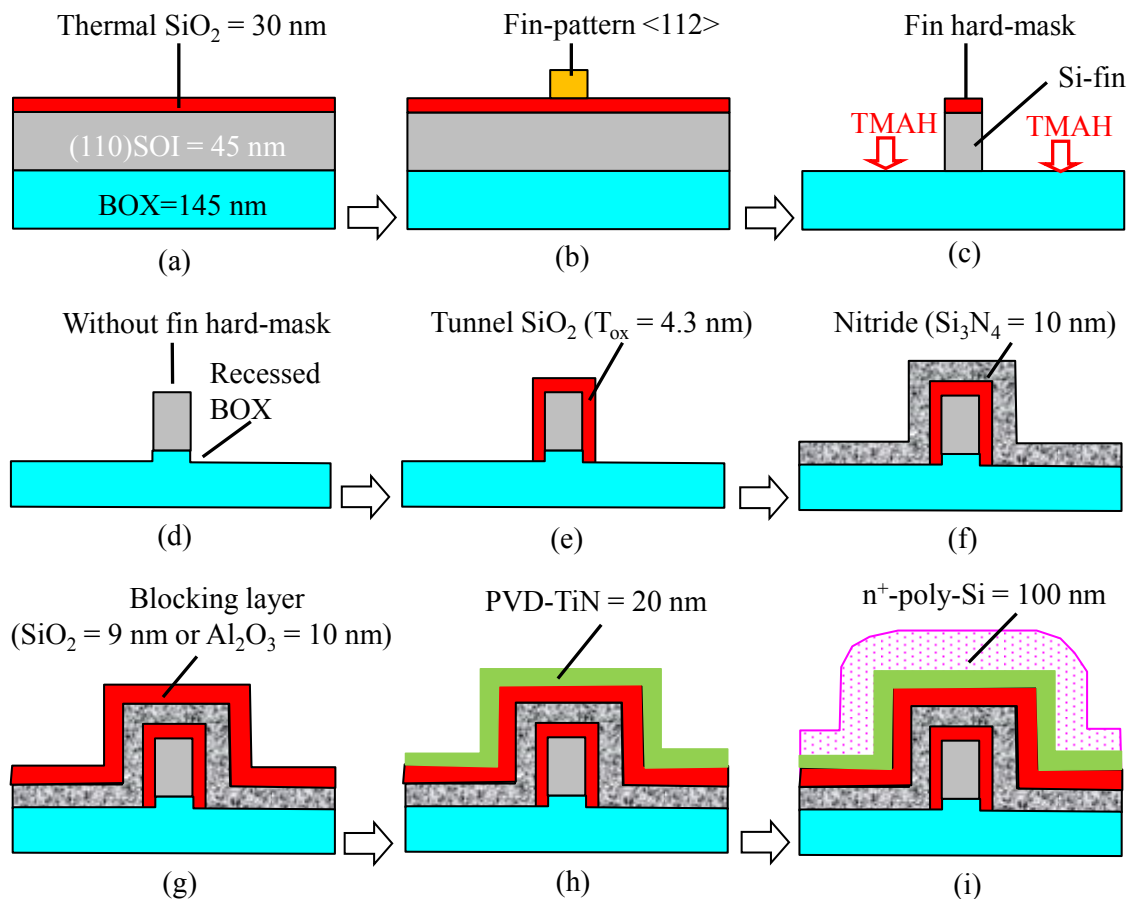 Thermal SiO₂ = 30 nm
(110)SOI = 45 nm
BOX=145 nm
(a)
Fin-pattern <112>
(b)
Fin hard-mask
Si-fin
TMAH
TMAH
(c)
Without fin hard-mask
Recessed
BOX
(d)
Tunnel SiO₂ (Tₒₓ = 4.3 nm)
(e)
Nitride (Si₃N₄ = 10 nm)
(f)
Blocking layer
(SiO₂ = 9 nm or Al₂O₃ = 10 nm)
(g)
PVD-TiN = 20 nm
(h)
n⁺-poly-Si = 100 nm
(i)